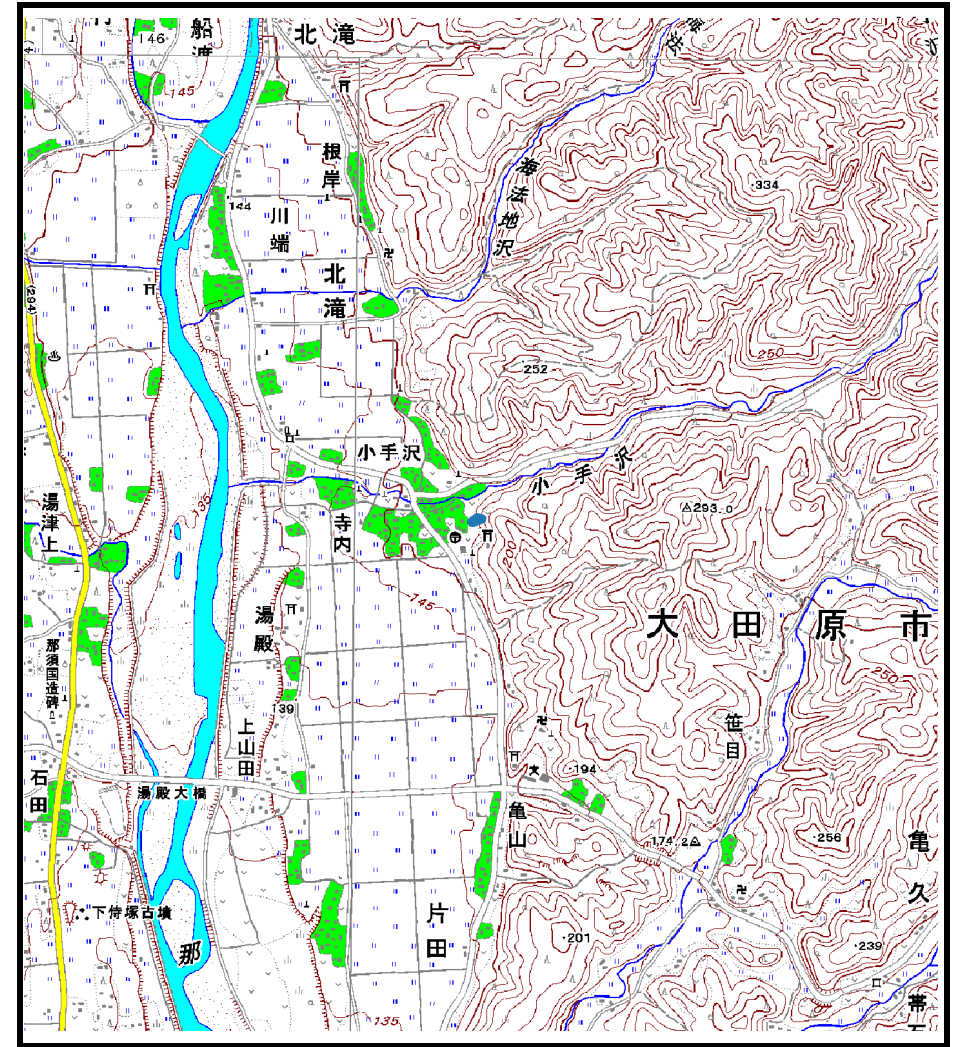 146
船渡
北滝
145
根岸
川端
144
海法地沢
334
北滝
(294)
252
250
小手沢
小手沢
135
湯津上
寺内
293.0
200
145
湯殿
大田原市
那須国造碑
250
139
上山田
笹目
石田
湯殿大橋
194
亀山
174.2
256
亀久
下侍塚古墳
片田
201
239
那
135
帯